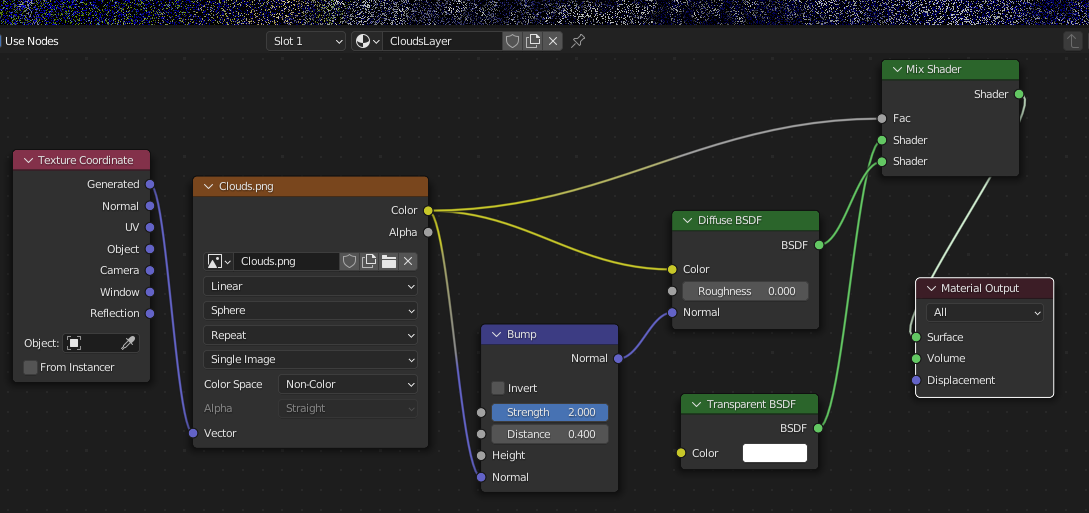 Use Nodes
Slot 1
CloudsLayer
Texture Coordinate
Generated
Normal
UV
Object
Camera
Window
Reflection
Object:
From Instancer
Clouds.png
Color
Alpha
Clouds.png
Linear
Sphere
Repeat
Single Image
Color Space Non-Color
Alpha Straight
Vector
Bump
Normal
Invert
Strength 2.000
Distance 0.400
Height
Normal
Diffuse BSDF
BSDF
Color
Roughness 0.000
Normal
Transparent BSDF
BSDF
Color
Mix Shader
Shader
Fac
Shader
Shader
Material Output
All
Surface
Volume
Displacement